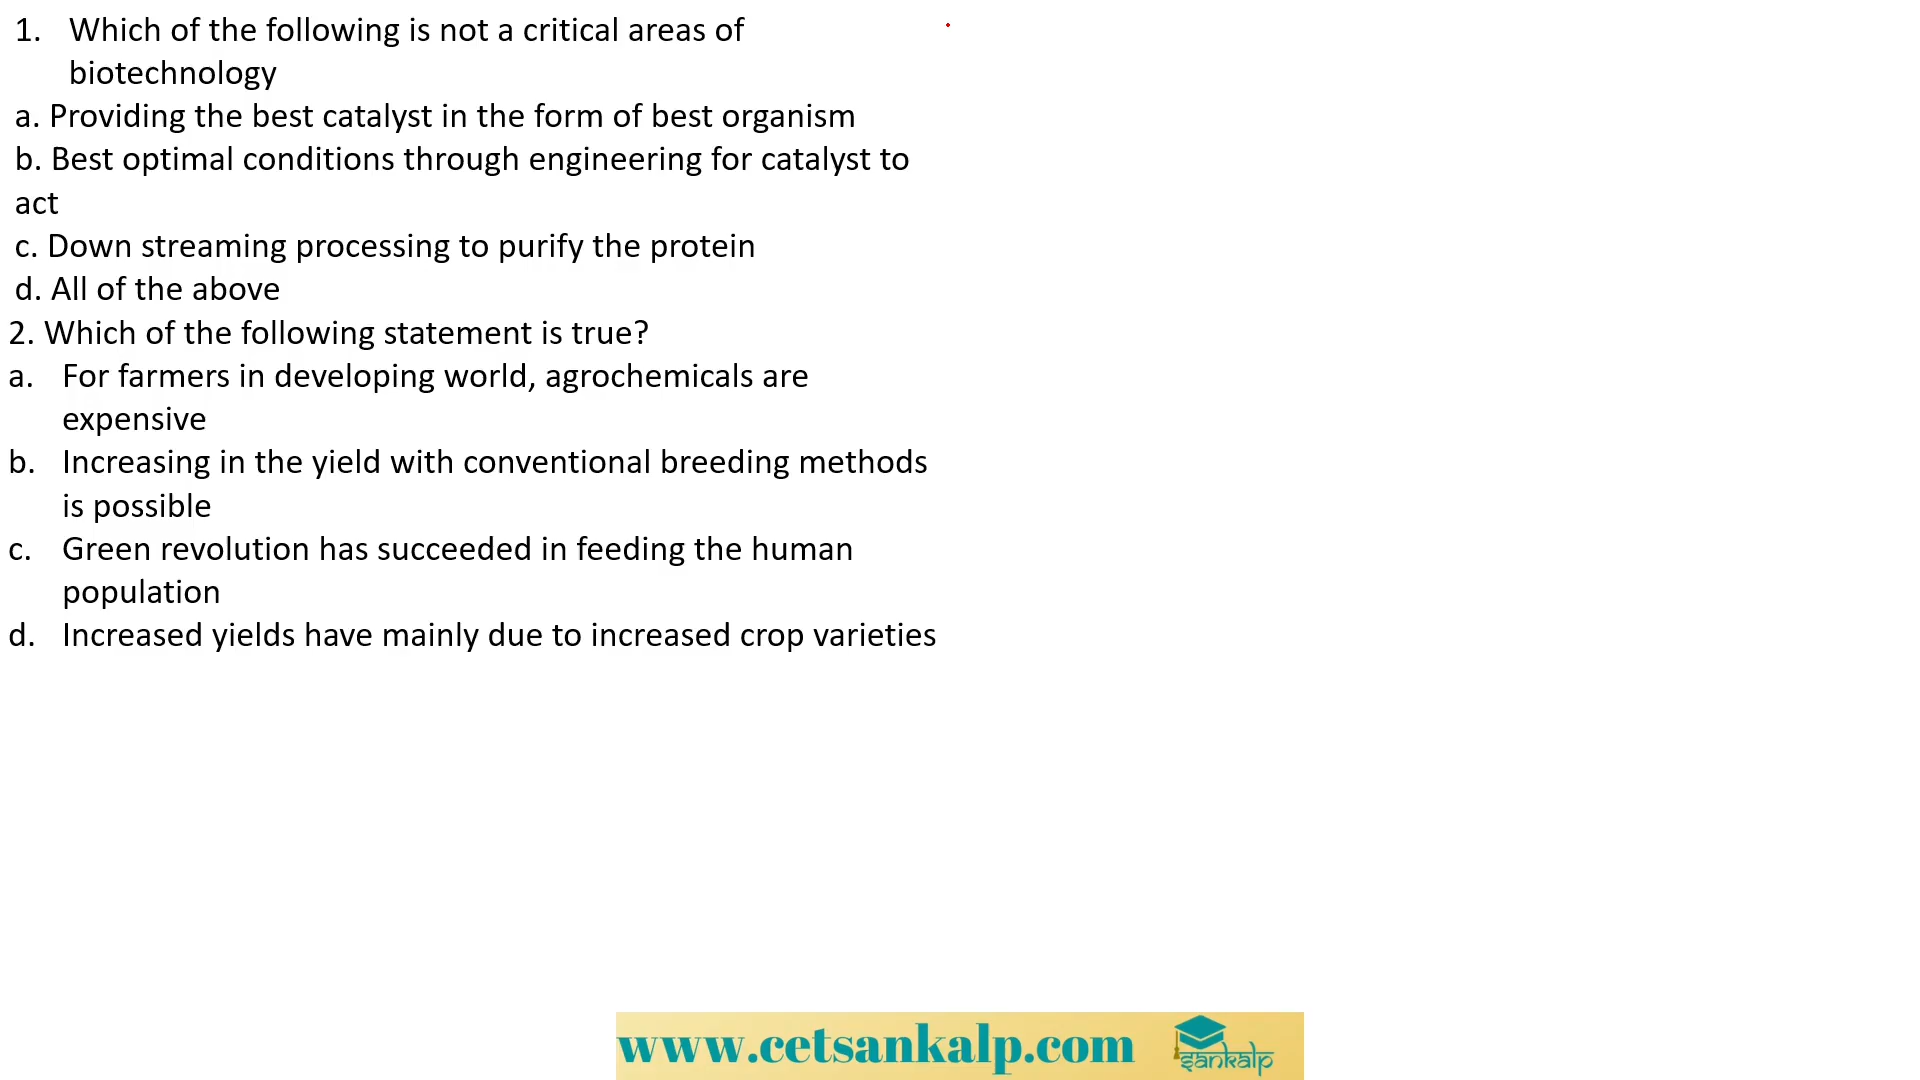 1. Which of the following is not a critical areas of
biotechnology
a. Providing the best catalyst in the form of best organism
b. Best optimal conditions through engineering for catalyst to
act
c. Down streaming processing to purify the protein
d. All of the above
2. Which of the following statement is true?
a. For farmers in developing world, agrochemicals are
expensive
b. Increasing in the yield with conventional breeding methods
is possible
c. Green revolution has succeeded in feeding the human
population
d. Increased yields have mainly due to increased crop varieties
www.cetsankalp.com
sankalp